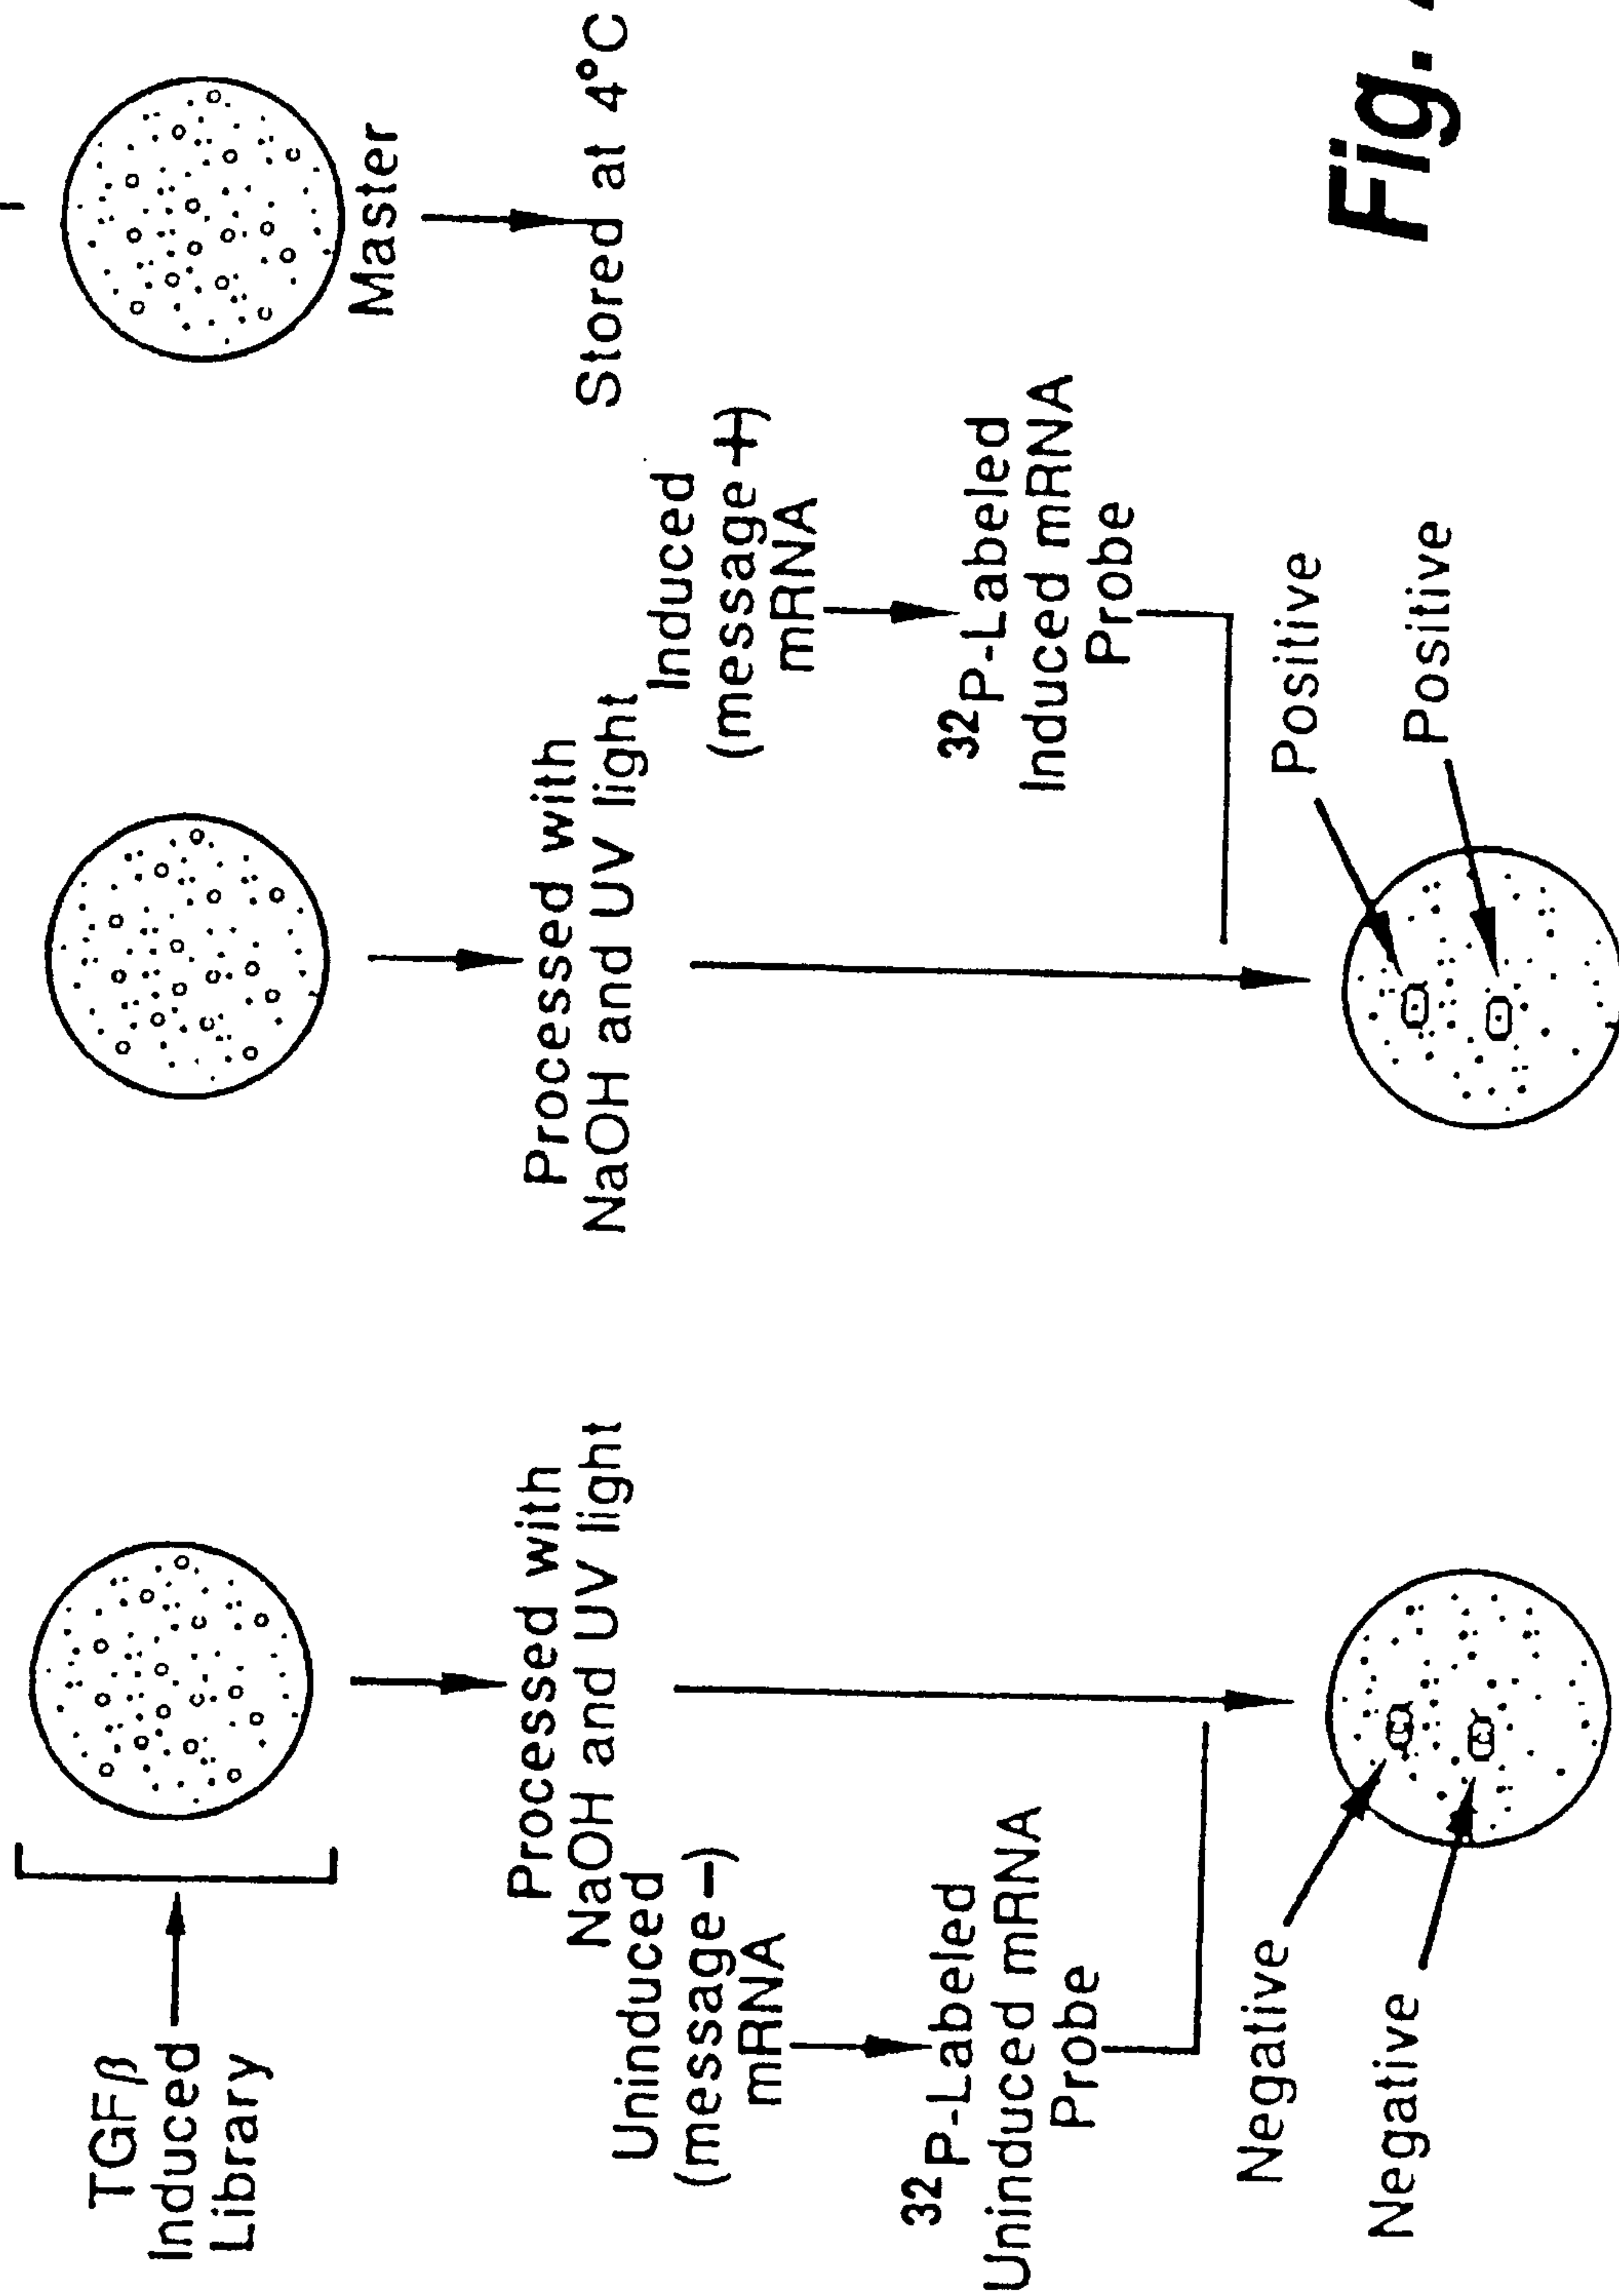 TGFβ
Induced
Library
Master
Processed with
NaOH and UV light
Processed with
NaOH and UV light
Stored at 4°C
Uninduced
(message −)
mRNA
Induced
(message +)
mRNA
32P-Labeled
Uninduced mRNA
Probe
32P-Labeled
Induced mRNA
Probe
Negative
Negative
Positive
Positive
Fig.